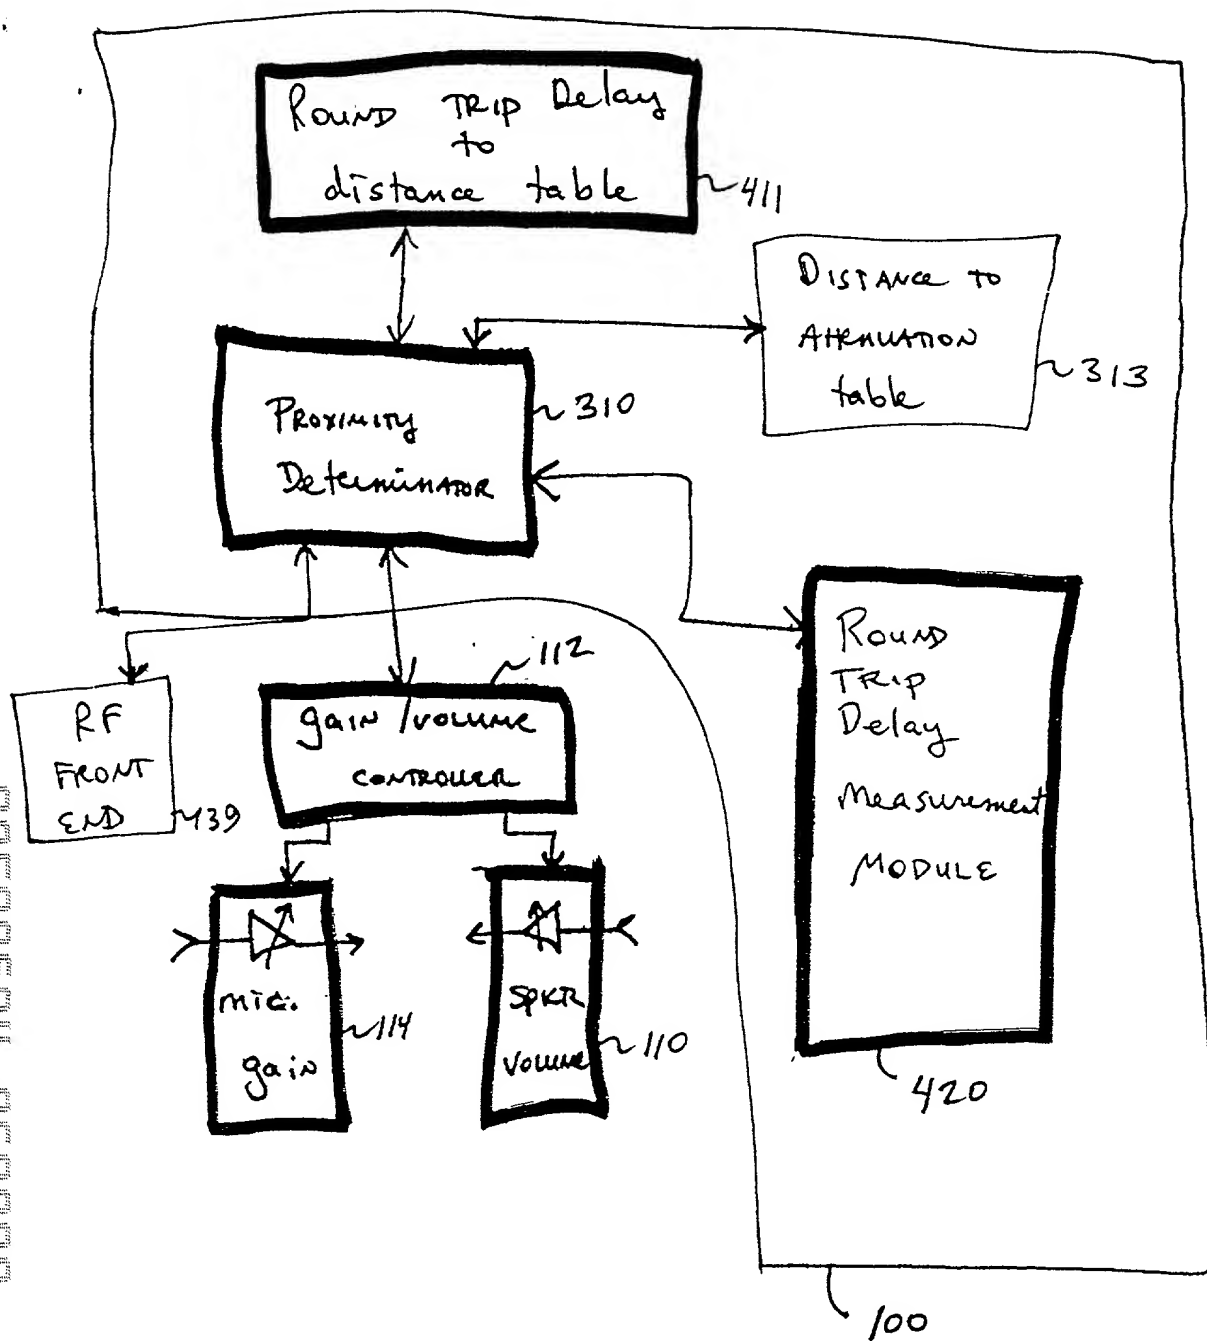 Round Trip Delay
to
distance table
411
Distance to
Attenuation
table
313
Proximity
Determinator
310
Round
Trip
Delay
Measurement
Module
420
RF
Front
End
439
112
gain/volume
controller
mic.
gain
114
Spkr
volume
110
100